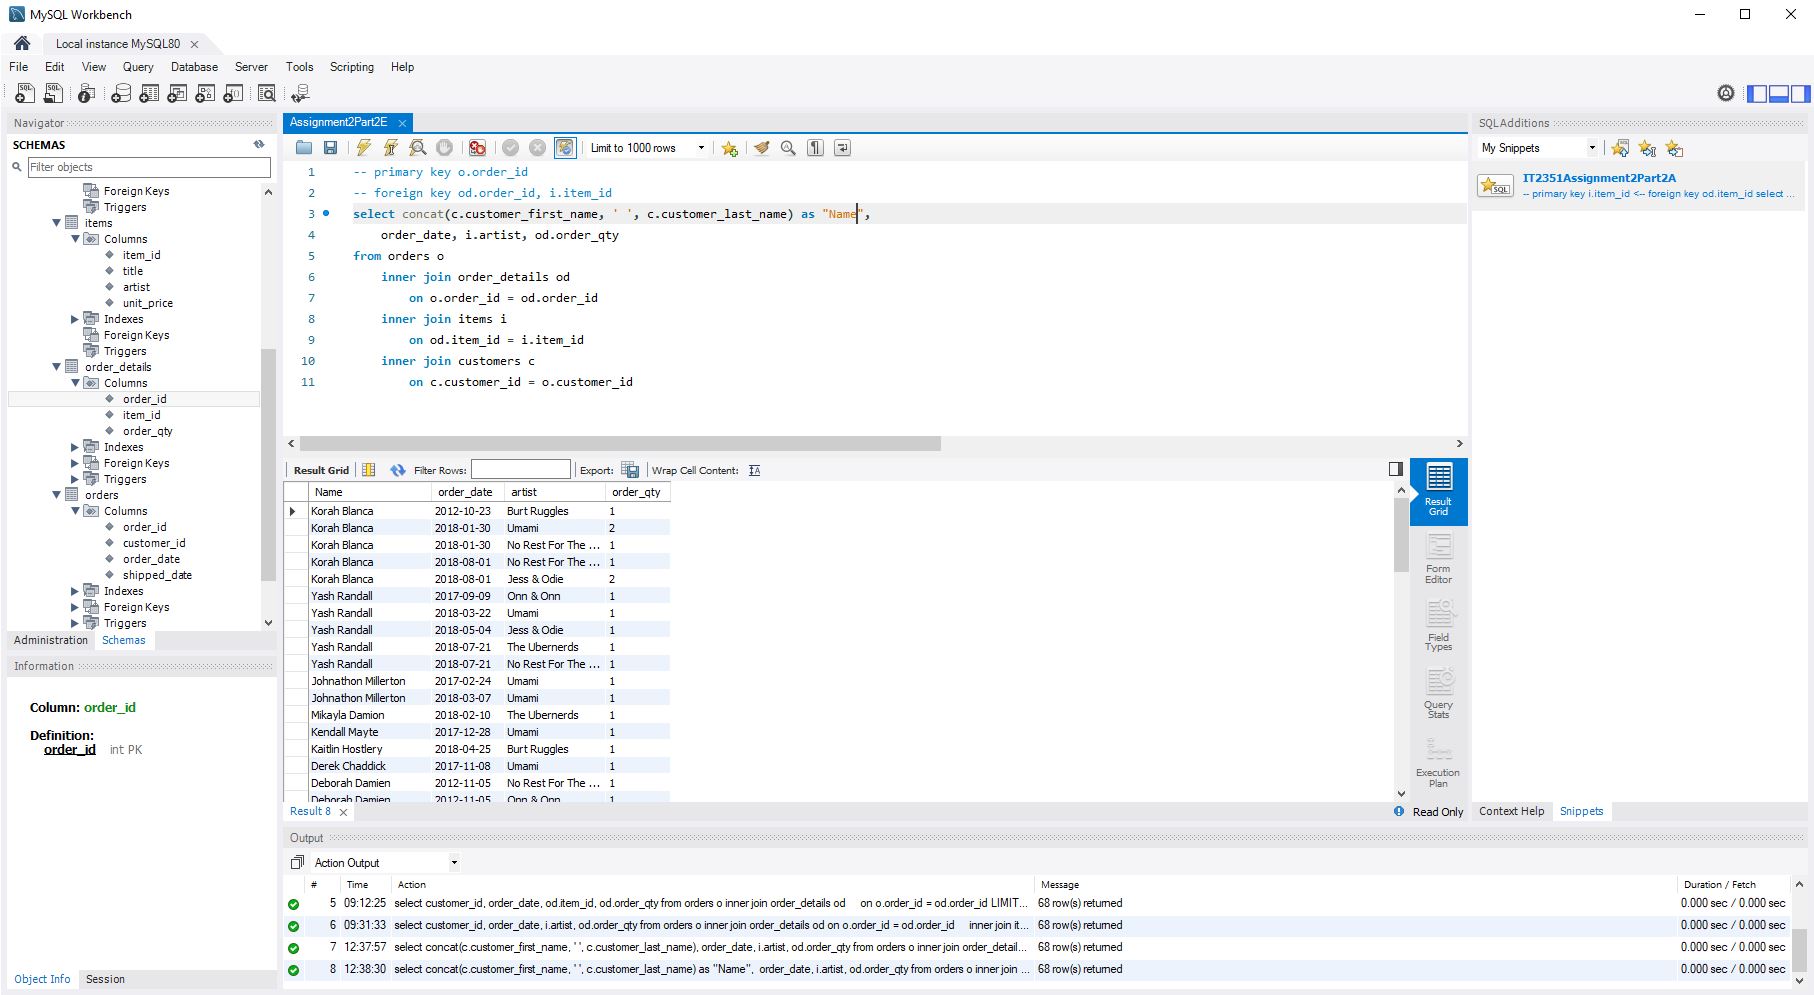 MySQL Workbench
Local instance MySQL80
File Edit View Query Database Server Tools Scripting Help
Navigator
SCHEMAS
Filter objects
Foreign Keys
Triggers
items
Columns
item_id
title
artist
unit_price
Indexes
Foreign Keys
Triggers
order_details
Columns
order_id
item_id
order_qty
Indexes
Foreign Keys
Triggers
orders
Columns
order_id
customer_id
order_date
shipped_date
Indexes
Foreign Keys
Triggers
Administration Schemas
Information
Column: order_id
Definition:
order_id int PK
Object Info Session
Assignment2Part2E
Limit to 1000 rows
1 -- primary key o.order_id
2 -- foreign key od.order_id, i.item_id
3 select concat(c.customer_first_name, ' ', c.customer_last_name) as "Name",
4 order_date, i.artist, od.order_qty
5 from orders o
6 inner join order_details od
7 on o.order_id = od.order_id
8 inner join items i
9 on od.item_id = i.item_id
10 inner join customers c
11 on c.customer_id = o.customer_id
Result Grid Filter Rows: Export: Wrap Cell Content:
Name order_date artist order_qty
Korah Blanca 2012-10-23 Burt Ruggles 1
Korah Blanca 2018-01-30 Umami 2
Korah Blanca 2018-01-30 No Rest For The ... 1
Korah Blanca 2018-08-01 No Rest For The ... 1
Korah Blanca 2018-08-01 Jess & Odie 2
Yash Randall 2017-09-09 Onn & Onn 1
Yash Randall 2018-03-22 Umami 1
Yash Randall 2018-05-04 Jess & Odie 1
Yash Randall 2018-07-21 The Ubernerds 1
Yash Randall 2018-07-21 No Rest For The ... 1
Johnathon Millerton 2017-02-24 Umami 1
Johnathon Millerton 2018-03-07 Umami 1
Mikayla Damion 2018-02-10 The Ubernerds 1
Kendall Mayte 2017-12-28 Umami 1
Kaitlin Hostlery 2018-04-25 Burt Ruggles 1
Derek Chaddick 2017-11-08 Umami 1
Deborah Damien 2012-11-05 No Rest For The ... 1
Deborah Damien 2012-11-05 Onn & Onn 1
Result 8
Read Only
Result
Grid
Form
Editor
Field
Types
Query
Stats
Execution
Plan
SQLAdditions
My Snippets
SQL
IT2351Assignment2Part2A
-- primary key i.item_id <-- foreign key od.item_id select ...
Context Help Snippets
Output
Action Output
# Time Action Message Duration / Fetch
5 09:12:25 select customer_id, order_date, od.item_id, od.order_qty from orders o inner join order_details od on o.order_id = od.order_id LIMIT... 68 row(s) returned 0.000 sec / 0.000 sec
6 09:31:33 select customer_id, order_date, i.artist, od.order_qty from orders o inner join order_details od on o.order_id = od.order_id inner join it... 68 row(s) returned 0.000 sec / 0.000 sec
7 12:37:57 select concat(c.customer_first_name, ' ', c.customer_last_name), order_date, i.artist, od.order_qty from orders o inner join order_detail... 68 row(s) returned 0.000 sec / 0.000 sec
8 12:38:30 select concat(c.customer_first_name, ' ', c.customer_last_name) as "Name", order_date, i.artist, od.order_qty from orders o inner join ... 68 row(s) returned 0.000 sec / 0.000 sec